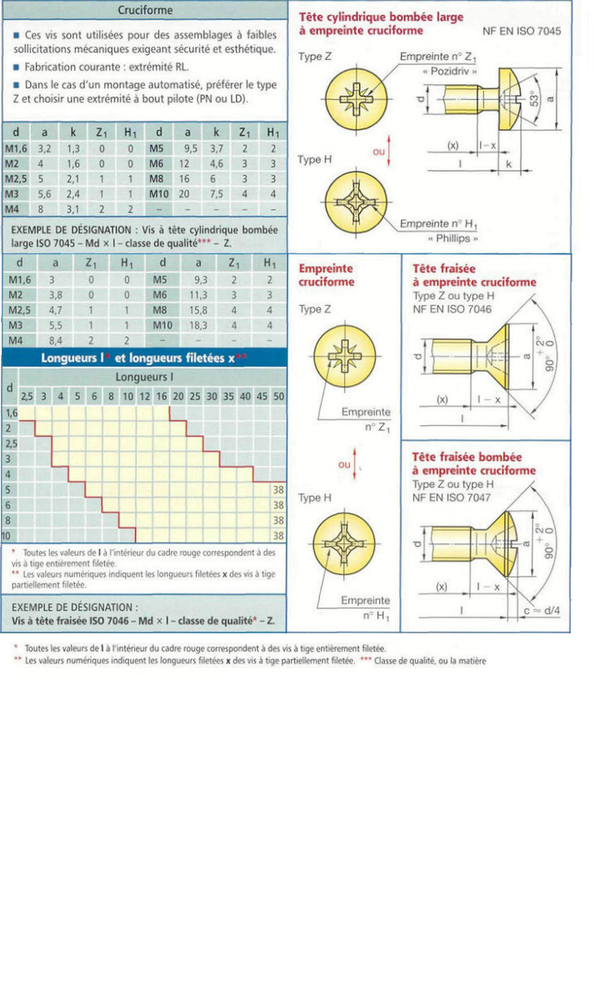 Cruciforme
■ Ces vis sont utilisées pour des assemblages à faibles
sollicitations mécaniques exigeant sécurité et esthétique.
■ Fabrication courante : extrémité RL.
■ Dans le cas d'un montage automatisé, préférer le type
Z et choisir une extrémité à bout pilote (PN ou LD).
d a k Z1 H1 d a k Z1 H1
M1,6 3,2 1,3 0 0 M5 9,5 3,7 2 2
M2 4 1,6 0 0 M6 12 4,6 3 3
M2,5 5 2,1 1 1 M8 16 6 3 3
M3 5,6 2,4 1 1 M10 20 7,5 4 4
M4 8 3,1 2 2 – – – – –
EXEMPLE DE DÉSIGNATION : Vis à tête cylindrique bombée
large ISO 7045 – Md × l – classe de qualité*** – Z.
Tête cylindrique bombée large
à empreinte cruciforme NF EN ISO 7045
Type Z
Empreinte n° Z1
« Pozidriv »
d
53°
a
(x) l – x
l k
ou
Type H
Empreinte n° H1
« Phillips »
d a Z1 H1 d a Z1 H1
M1,6 3 0 0 M5 9,3 2 2
M2 3,8 0 0 M6 11,3 3 3
M2,5 4,7 1 1 M8 15,8 4 4
M3 5,5 1 1 M10 18,3 4 4
M4 8,4 2 2 – – – –
Longueurs l* et longueurs filetées x**
d
Longueurs l
2,5 3 4 5 6 8 10 12 16 20 25 30 35 40 45 50
1,6
2
2,5
3
4
5 38
6 38
8 38
10 38
* Toutes les valeurs de l à l'intérieur du cadre rouge correspondent à des
vis à tige entièrement filetée.
** Les valeurs numériques indiquent les longueurs filetées x des vis à tige
partiellement filetée.
EXEMPLE DE DÉSIGNATION :
Vis à tête fraisée ISO 7046 – Md × l – classe de qualité* – Z.
Empreinte
cruciforme
Type Z
Empreinte
n° Z1
ou
Type H
Empreinte
n° H1
Tête fraisée
à empreinte cruciforme
Type Z ou type H
NF EN ISO 7046
d
a
90° + 2° 0
(x) l – x
l
Tête fraisée bombée
à empreinte cruciforme
Type Z ou type H
NF EN ISO 7047
d
a
90° + 2° 0
(x) l – x
l c ≈ d/4
* Toutes les valeurs de l à l'intérieur du cadre rouge correspondent à des vis à tige entièrement filetée.
** Les valeurs numériques indiquent les longueurs filetées x des vis à tige partiellement filetée. *** Classe de qualité, ou la matière